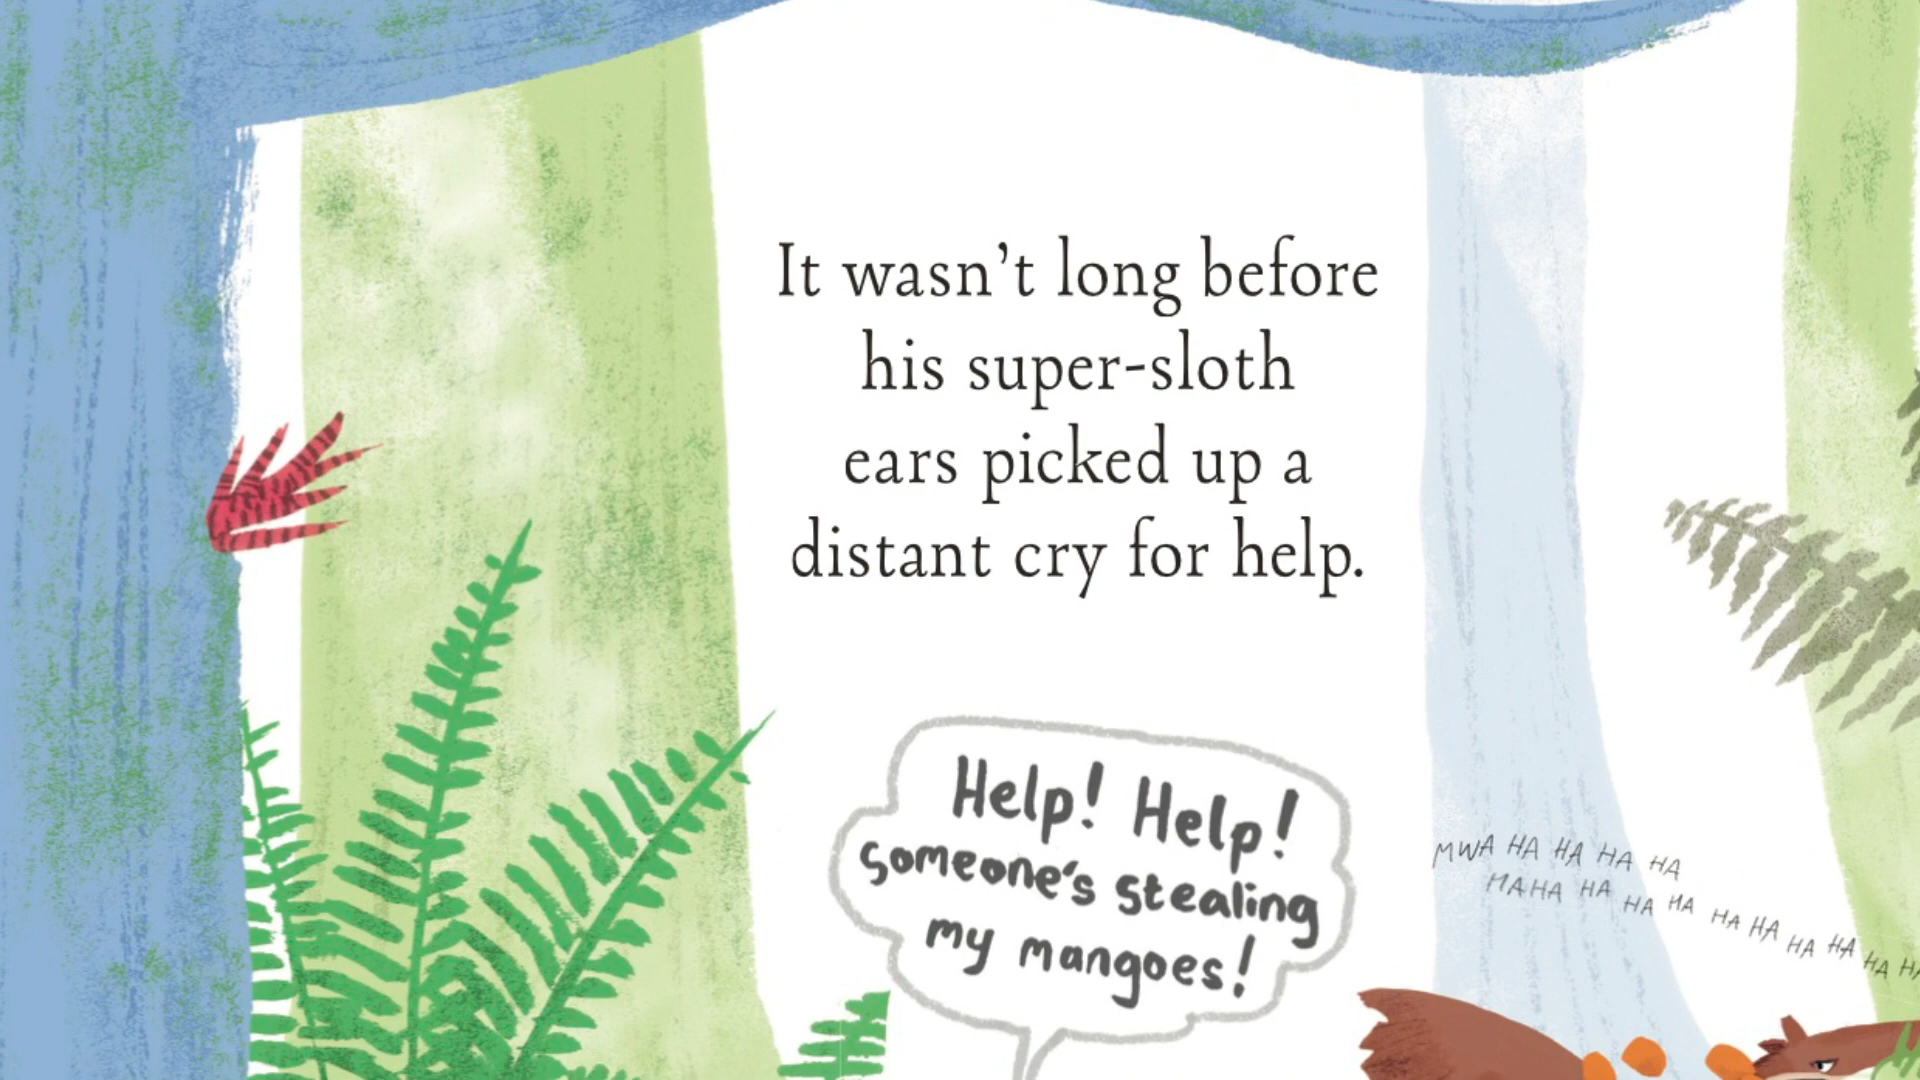 It wasn’t long before
his super-sloth
ears picked up a
distant cry for help.
Help! Help!
someone's stealing
my mangoes!
MWA HA HA HA HA
MAHA HA HA HA HA HA HA HA HA HA